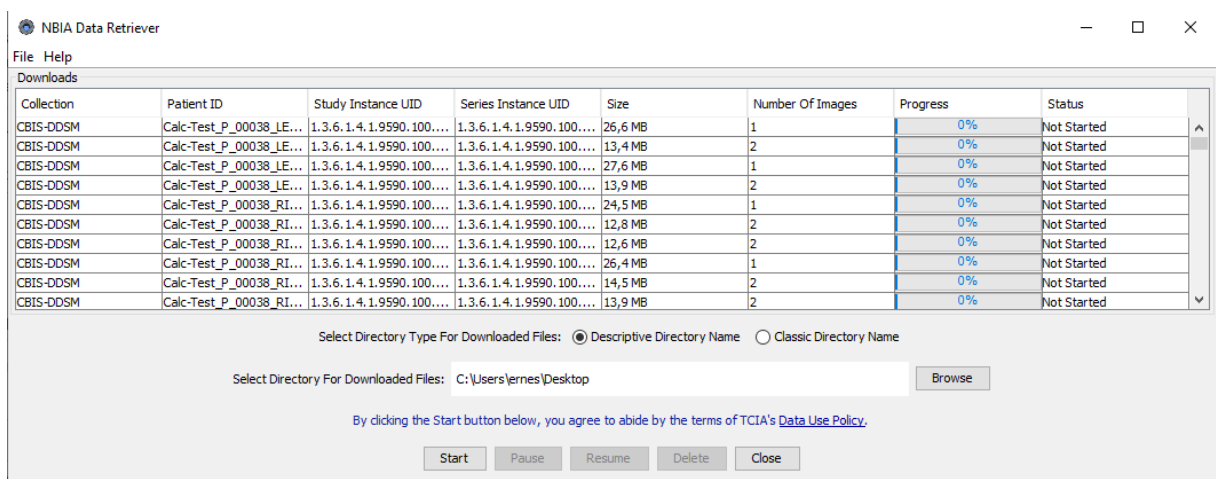 NBIA Data Retriever
File Help
Downloads
Collection Patient ID Study Instance UID Series Instance UID Size Number Of Images Progress Status
CBIS-DDSM Calc-Test_P_00038_LE... 1.3.6.1.4.1.9590.100.... 1.3.6.1.4.1.9590.100.... 26,6 MB 1 0% Not Started
CBIS-DDSM Calc-Test_P_00038_LE... 1.3.6.1.4.1.9590.100.... 1.3.6.1.4.1.9590.100.... 13,4 MB 2 0% Not Started
CBIS-DDSM Calc-Test_P_00038_LE... 1.3.6.1.4.1.9590.100.... 1.3.6.1.4.1.9590.100.... 27,6 MB 1 0% Not Started
CBIS-DDSM Calc-Test_P_00038_LE... 1.3.6.1.4.1.9590.100.... 1.3.6.1.4.1.9590.100.... 13,9 MB 2 0% Not Started
CBIS-DDSM Calc-Test_P_00038_RI... 1.3.6.1.4.1.9590.100.... 1.3.6.1.4.1.9590.100.... 24,5 MB 1 0% Not Started
CBIS-DDSM Calc-Test_P_00038_RI... 1.3.6.1.4.1.9590.100.... 1.3.6.1.4.1.9590.100.... 12,8 MB 2 0% Not Started
CBIS-DDSM Calc-Test_P_00038_RI... 1.3.6.1.4.1.9590.100.... 1.3.6.1.4.1.9590.100.... 12,6 MB 2 0% Not Started
CBIS-DDSM Calc-Test_P_00038_RI... 1.3.6.1.4.1.9590.100.... 1.3.6.1.4.1.9590.100.... 26,4 MB 1 0% Not Started
CBIS-DDSM Calc-Test_P_00038_RI... 1.3.6.1.4.1.9590.100.... 1.3.6.1.4.1.9590.100.... 14,5 MB 2 0% Not Started
CBIS-DDSM Calc-Test_P_00038_RI... 1.3.6.1.4.1.9590.100.... 1.3.6.1.4.1.9590.100.... 13,9 MB 2 0% Not Started
Select Directory Type For Downloaded Files: Descriptive Directory Name Classic Directory Name
Select Directory For Downloaded Files: C:\Users\ernes\Desktop Browse
By clicking the Start button below, you agree to abide by the terms of TCIA's Data Use Policy.
Start Pause Resume Delete Close